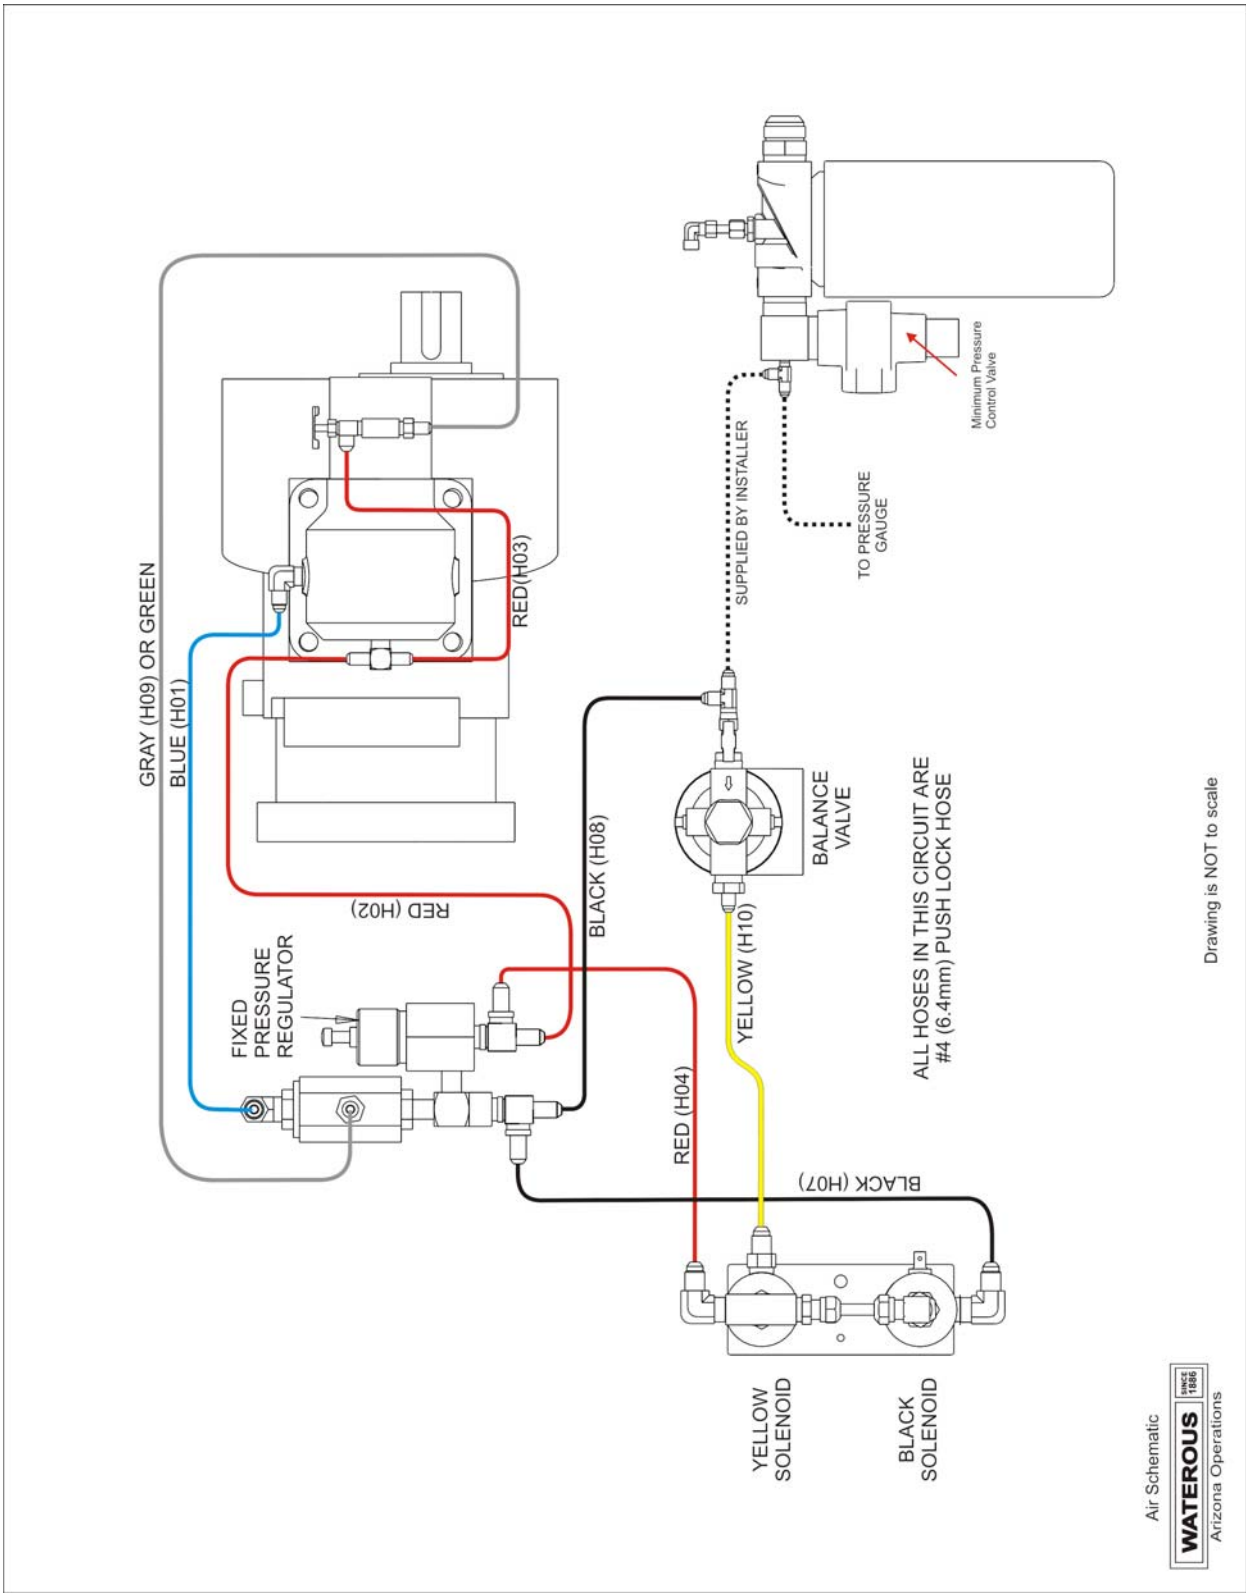 GRAY (H09) OR GREEN
BLUE (H01)
RED(H03)
RED (H02)
FIXED
PRESSURE
REGULATOR
BLACK (H08)
SUPPLIED BY INSTALLER
TO PRESSURE
GAUGE
Minimum Pressure
Control Valve
BALANCE
VALVE
YELLOW (H10)
RED (H04)
BLACK (H07)
ALL HOSES IN THIS CIRCUIT ARE
#4 (6.4mm) PUSH LOCK HOSE
YELLOW
SOLENOID
BLACK
SOLENOID
Drawing is NOT to scale
Air Schematic
WATEROUS
SINCE
1886
Arizona Operations